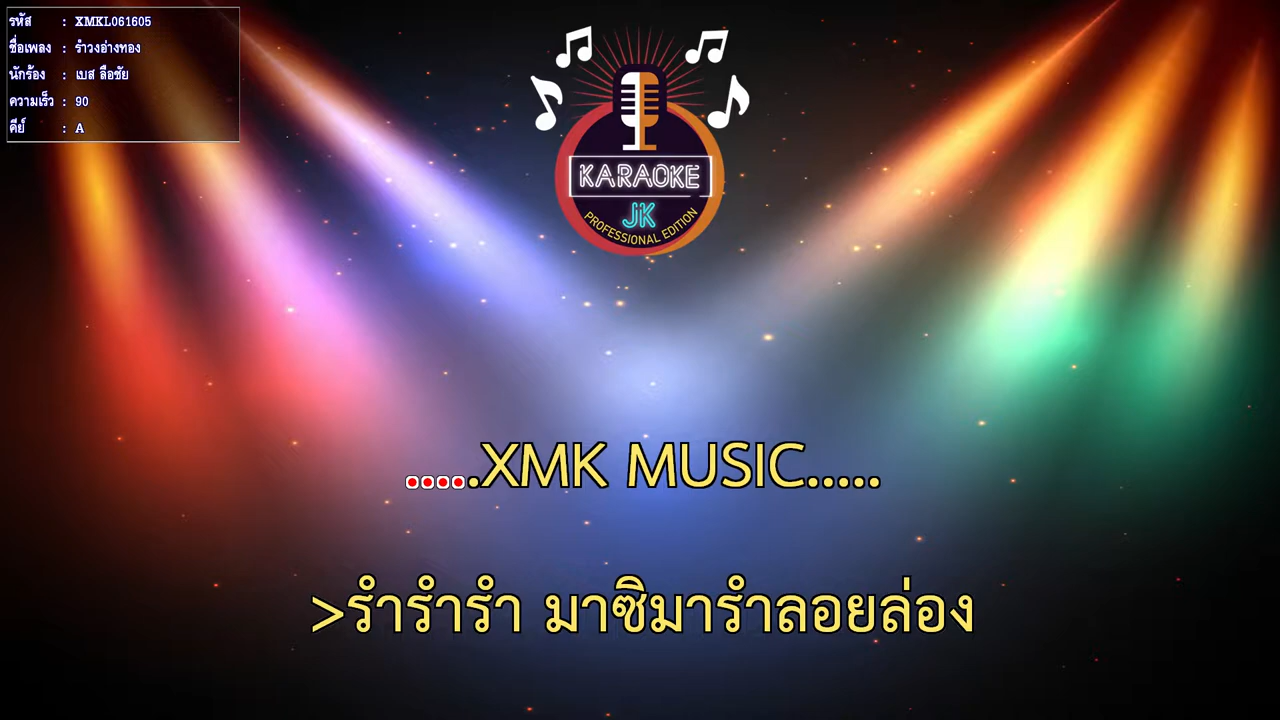 รหัส : XMKL061605
ชื่อเพลง : รำวงอ่างทอง
นักร้อง : เบส ลือชัย
ความเร็ว : 90
คีย์ : A
KARAOKE
JK
PROFESSIONAL EDITION
.....XMK MUSIC.....
>รำรำรำ มาซิมารำลอยล่อง